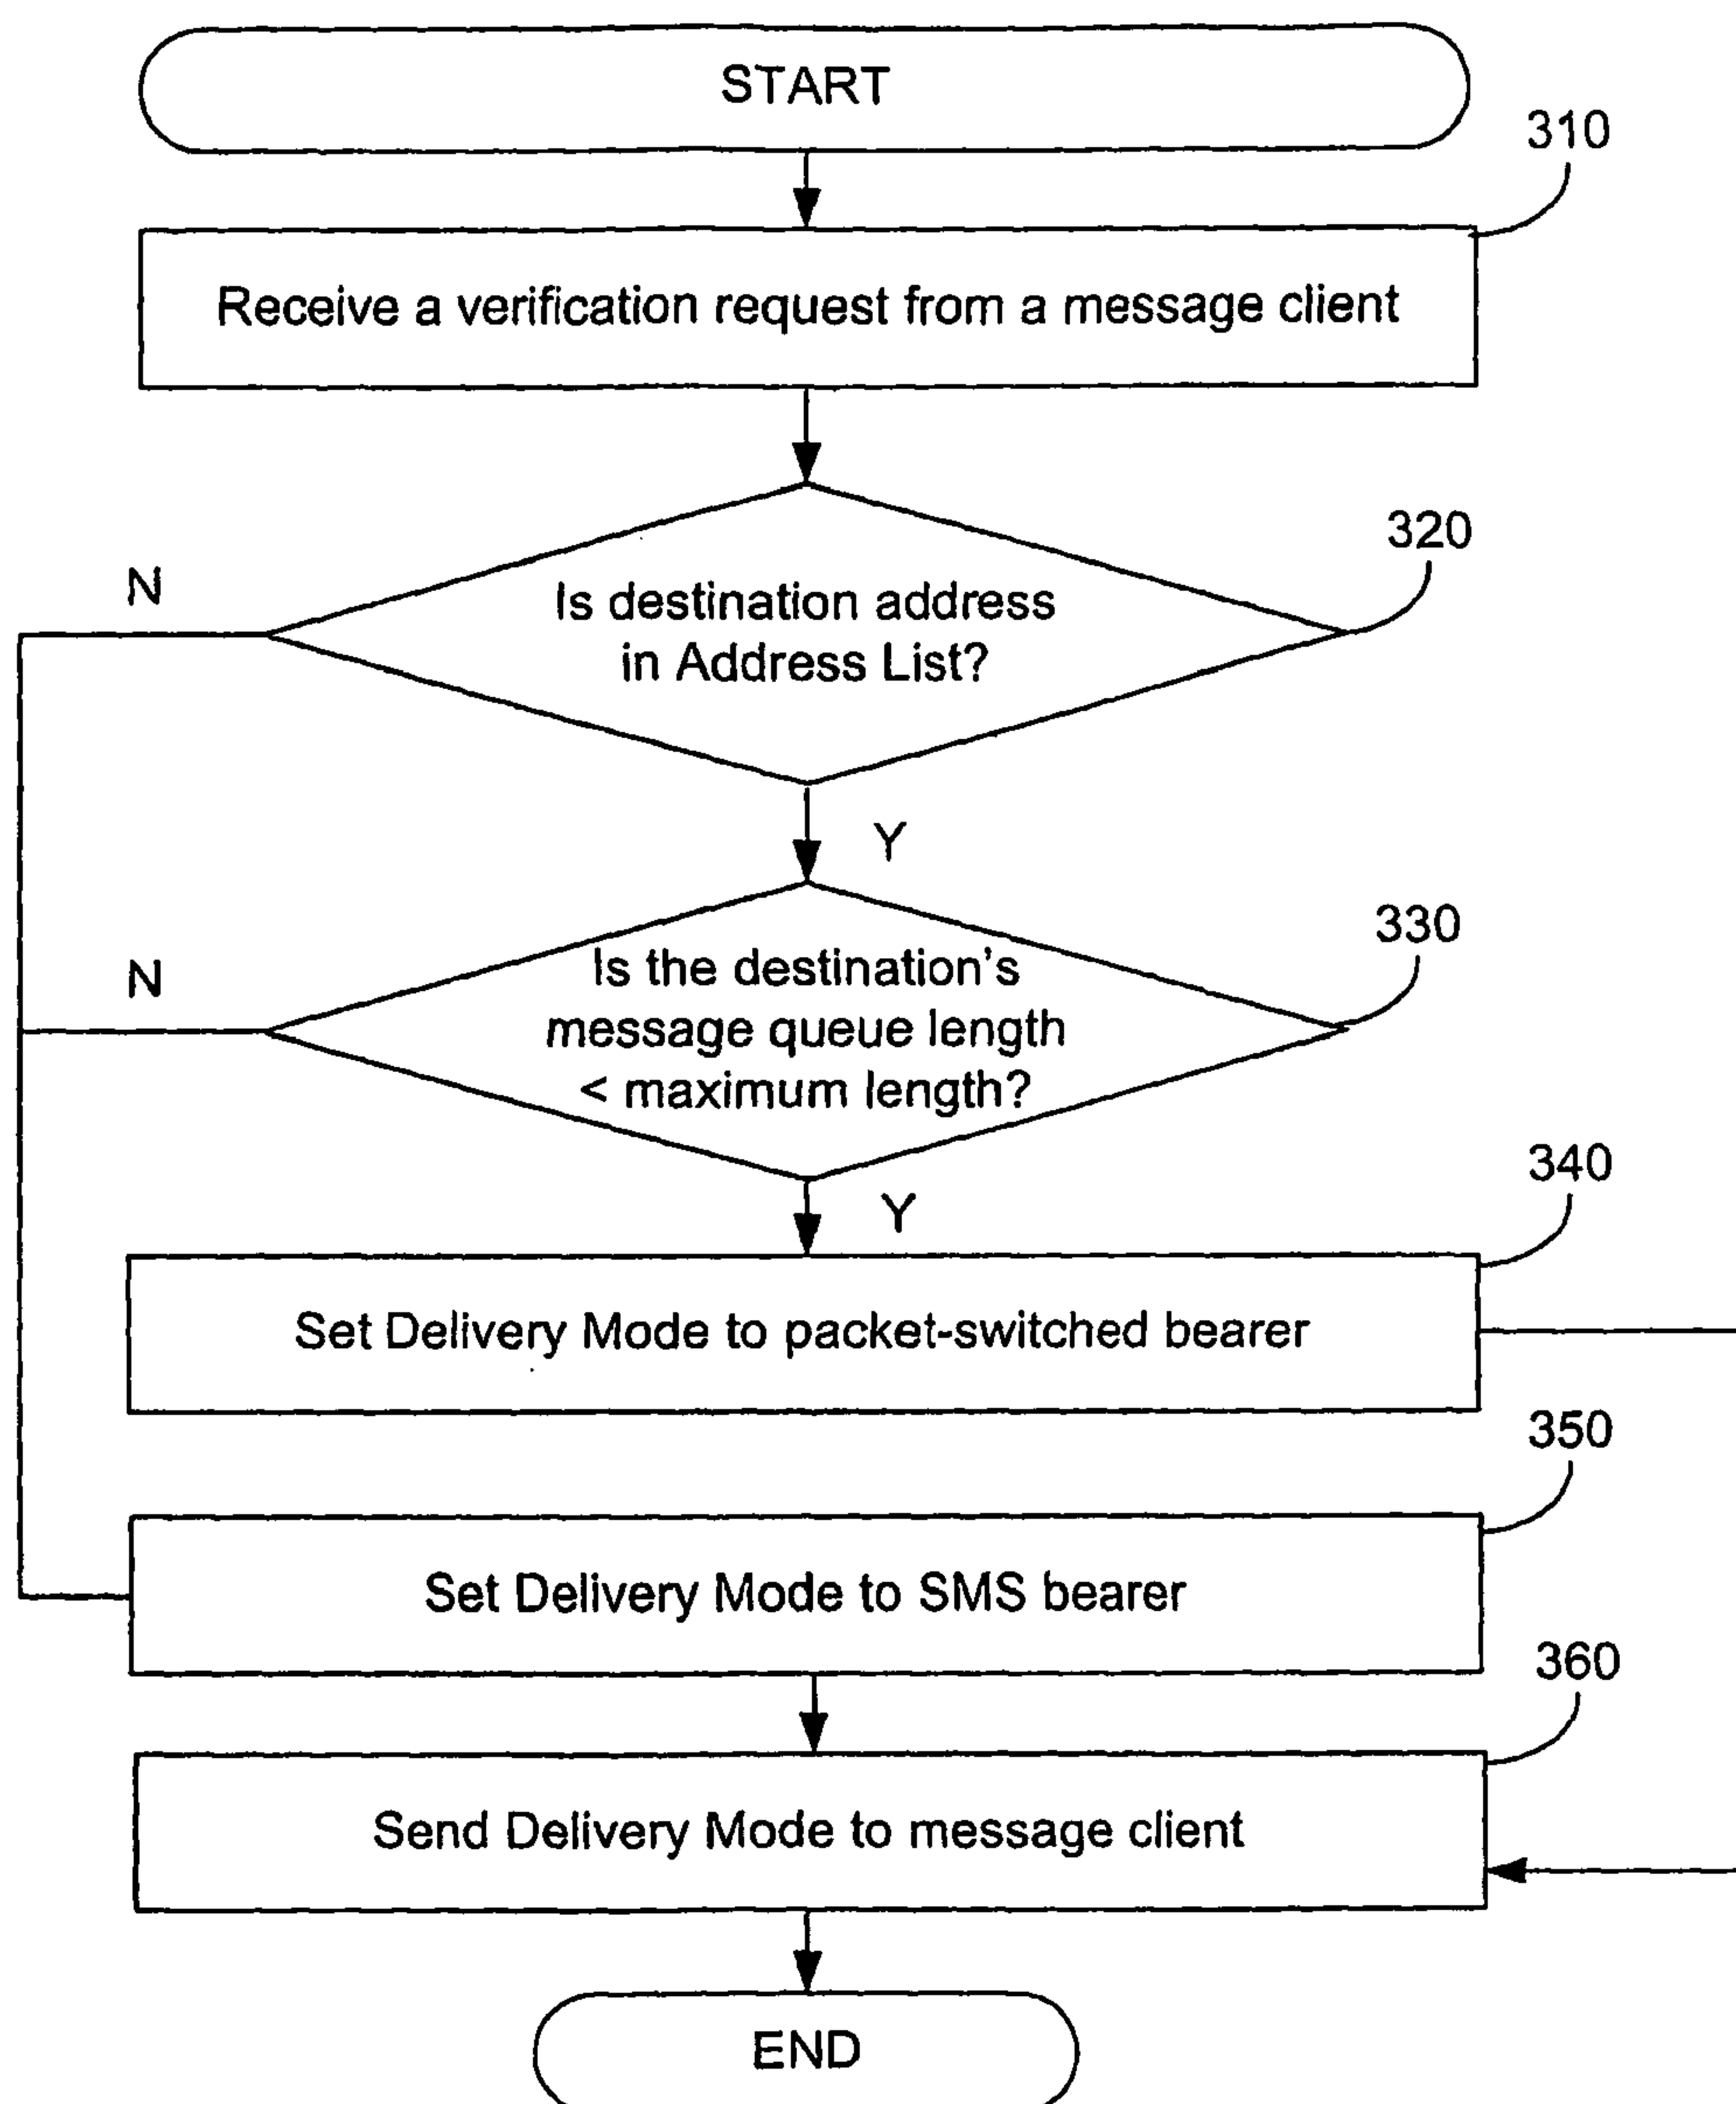 START
310
Receive a verification request from a message client
320
N
Is destination address
in Address List?
Y
330
N
Is the destination's
message queue length
< maximum length?
Y
340
Set Delivery Mode to packet-switched bearer
350
Set Delivery Mode to SMS bearer
360
Send Delivery Mode to message client
END